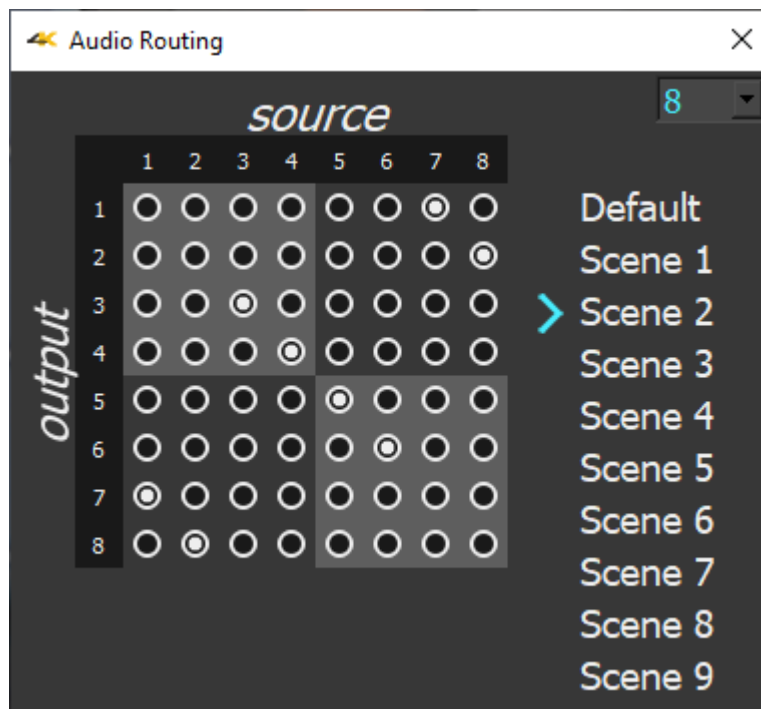 4K Audio Routing
8
source
1 2 3 4 5 6 7 8
output
1
2
3
4
5
6
7
8
Default
Scene 1
Scene 2
Scene 3
Scene 4
Scene 5
Scene 6
Scene 7
Scene 8
Scene 9